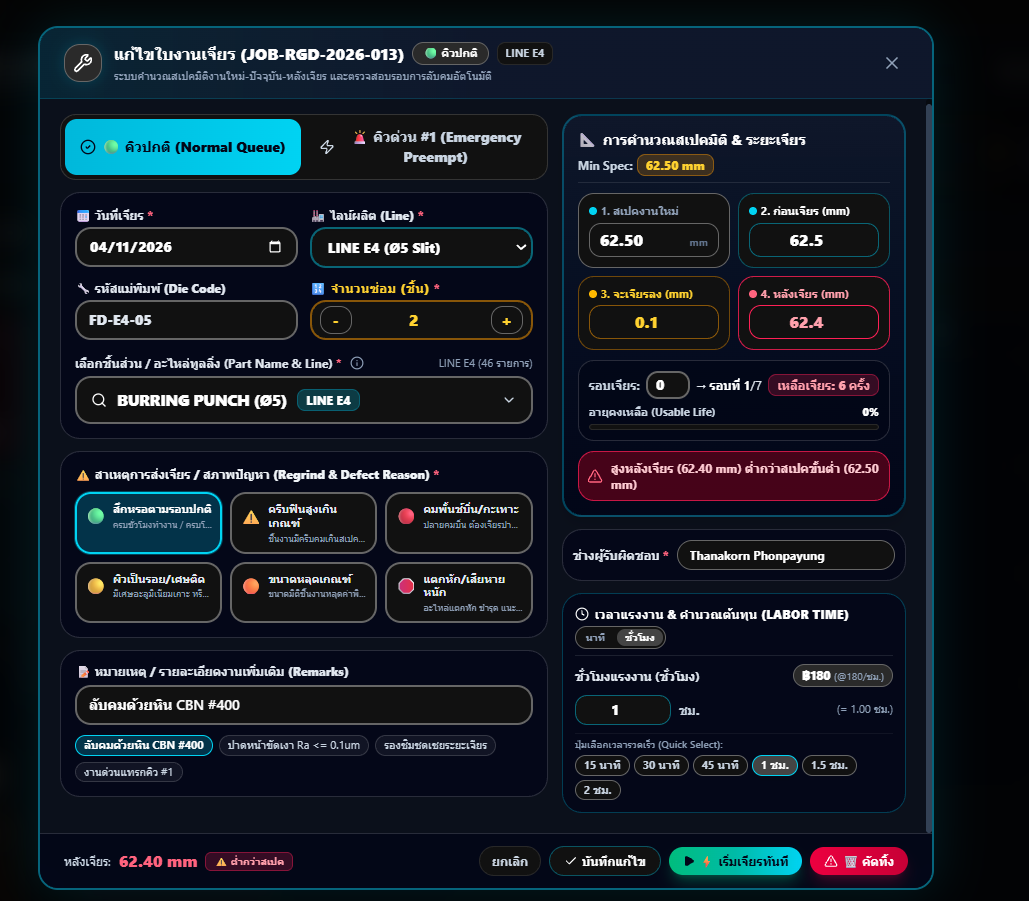 แก้ไขใบงานเจียร (JOB-RGD-2026-013) คิวปกติ LINE E4
ระบบคำนวณสเปคมิติงานใหม่-ปัจจุบัน-หลังเจียร และตรวจสอบรอบการลับคมอัตโนมัติ
คิวปกติ (Normal Queue)
คิวด่วน #1 (Emergency
Preempt)
วันที่เจียร *
04/11/2026
ไลน์ผลิต (Line) *
LINE E4 (Ø5 Slit)
รหัสแม่พิมพ์ (Die Code)
FD-E4-05
จำนวนซ่อม (ชิ้น) *
- 2 +
เลือกชิ้นส่วน / อะไหล่ทูลลิ่ง (Part Name & Line) * LINE E4 (46 รายการ)
BURRING PUNCH (Ø5) LINE E4
สาเหตุการส่งเจียร / สภาพปัญหา (Regrind & Defect Reason) *
สึกหรอตามรอบปกติ
ครบชั่วโมงทำงาน / ครบรั...
ครีบฟันสูงเกิน
เกณฑ์
ชิ้นงานมีครีบคมเกินสเปค...
คมพั้นช์บิ่น/กะเทาะ
ปลายคมบิ่น ต้องเจียรปา...
ผิวเป็นรอย/เศษติด
มีเศษอะลูมิเนียมเกาะ หรื...
ขนาดหลุดเกณฑ์
ขนาดมิติชิ้นงานหลุดค่าพิ...
แตกหัก/เสียหาย
หนัก
อะไหล่แตกหัก ชำรุด แนะ...
หมายเหตุ / รายละเอียดงานเพิ่มเติม (Remarks)
ลับคมด้วยหิน CBN #400
ลับคมด้วยหิน CBN #400 ปาดหน้าขัดเงา Ra <= 0.1um รองชิมชดเชยระยะเจียร
งานด่วนแทรกคิว #1
การคำนวณสเปคมิติ & ระยะเจียร
Min Spec: 62.50 mm
1. สเปคงานใหม่
62.50 mm
2. ก่อนเจียร (mm)
62.5
3. จะเจียรลง (mm)
0.1
4. หลังเจียร (mm)
62.4
รอบเจียร: 0 → รอบที่ 1/7 เหลือเจียร: 6 ครั้ง
อายุคงเหลือ (Usable Life) 0%
สูงหลังเจียร (62.40 mm) ต่ำกว่าสเปคขั้นต่ำ (62.50
mm)
ช่างผู้รับผิดชอบ * Thanakorn Phonpayung
เวลาแรงงาน & คำนวณต้นทุน (LABOR TIME)
นาที ชั่วโมง
ชั่วโมงแรงงาน (ชั่วโมง) ฿180 (@180/ชม.)
1 ชม. (= 1.00 ชม.)
ปุ่มเลือกเวลารวดเร็ว (Quick Select):
15 นาที 30 นาที 45 นาที 1 ชม. 1.5 ชม.
2 ชม.
หลังเจียร: 62.40 mm ต่ำกว่าสเปค
ยกเลิก บันทึกแก้ไข เริ่มเจียรทันที คัดทิ้ง